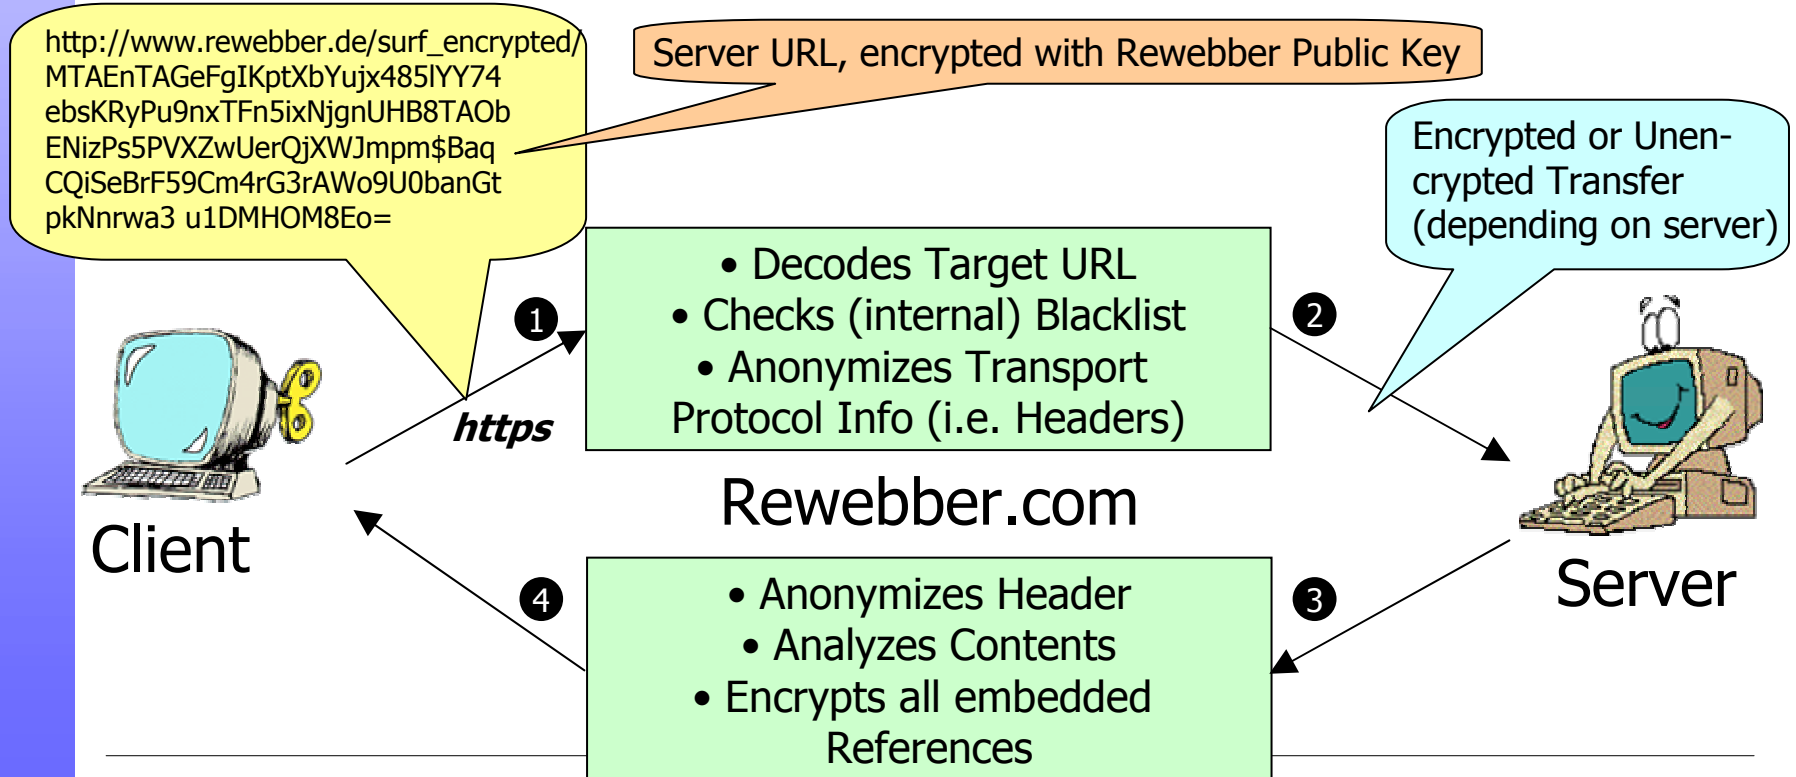 http://www.rewebber.de/surf_encrypted/
MTAEnTAGeFgIKptXbYujx485lYY74
ebsKRyPu9nxTFn5ixNjgnUHB8TAOb
ENizPs5PVXZwUerQjXWJmpm$Baq
CQiSeBrF59Cm4rG3rAWo9U0banGt
pkNnrwa3 u1DMHOM8Eo=
Server URL, encrypted with Rewebber Public Key
Encrypted or Unen-
crypted Transfer
(depending on server)
1
https
• Decodes Target URL
• Checks (internal) Blacklist
• Anonymizes Transport
Protocol Info (i.e. Headers)
2
Client
Rewebber.com
Server
4
• Anonymizes Header
• Analyzes Contents
• Encrypts all embedded
References
3